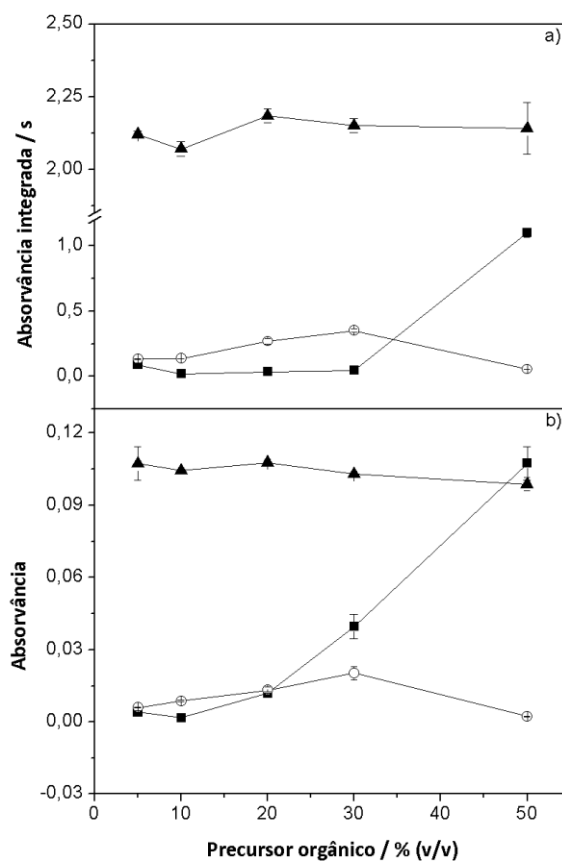 a)
2,50
2,25
2,00
1,0
0,5
0,0
Absorvância integrada / s
b)
0,12
0,09
0,06
0,03
0,00
-0,03
Absorvância
0 10 20 30 40 50
Precursor orgânico / % (v/v)